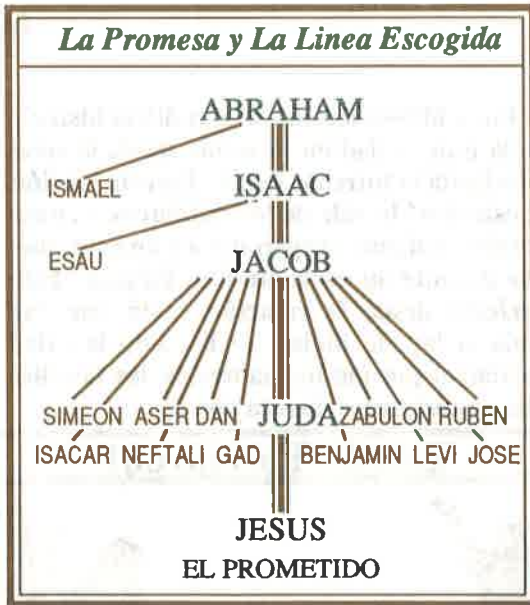 La Promesa y La Linea Escogida
ABRAHAM
ISMAEL ISAAC
ESAU JACOB
SIMEON ASER DAN JUDA ZABULON RUBEN
ISACAR NEFTALI GAD BENJAMIN LEVI JOSE
JESUS
EL PROMETIDO